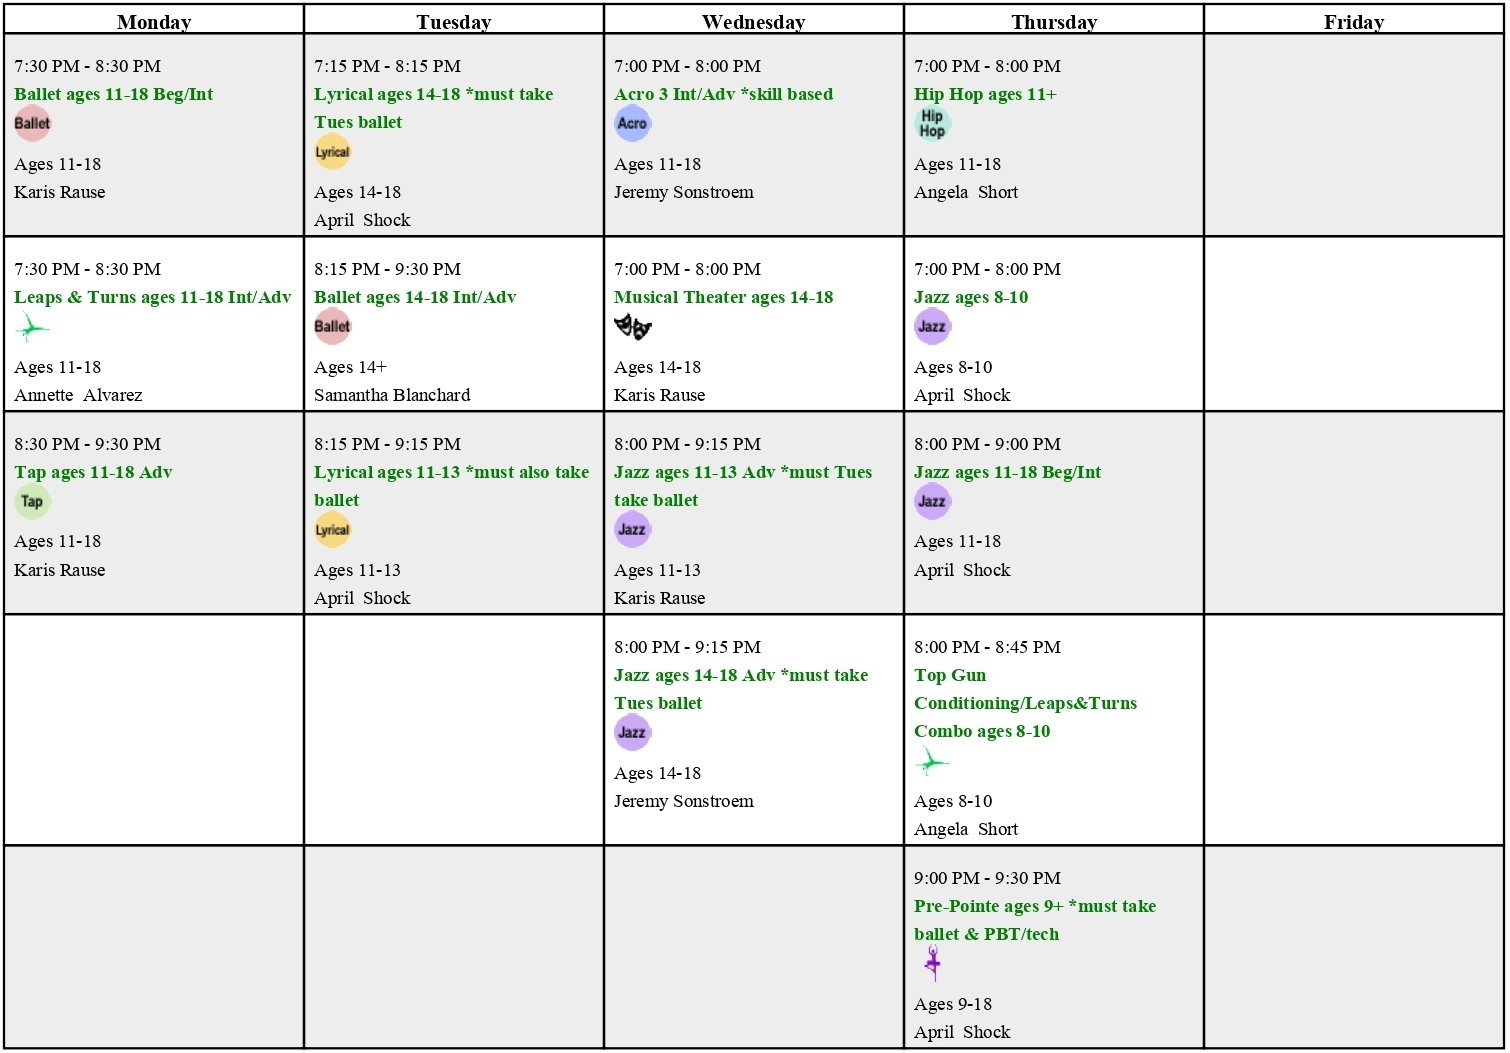 Monday
Tuesday
Wednesday
Thursday
Friday
7:30 PM - 8:30 PM
Ballet ages 11-18 Beg/Int
Ballet
Ages 11-18
Karis Rause
7:15 PM - 8:15 PM
Lyrical ages 14-18 *must take
Tues ballet
Lyrical
Ages 14-18
April  Shock
7:00 PM - 8:00 PM
Acro 3 Int/Adv *skill based
Acro
Ages 11-18
Jeremy Sonstroem
7:00 PM - 8:00 PM
Hip Hop ages 11+
Hip
Hop
Ages 11-18
Angela  Short
7:30 PM - 8:30 PM
Leaps & Turns ages 11-18 Int/Adv
Ages 11-18
Annette  Alvarez
8:15 PM - 9:30 PM
Ballet ages 14-18 Int/Adv
Ballet
Ages 14+
Samantha Blanchard
7:00 PM - 8:00 PM
Musical Theater ages 14-18
Ages 14-18
Karis Rause
7:00 PM - 8:00 PM
Jazz ages 8-10
Jazz
Ages 8-10
April  Shock
8:30 PM - 9:30 PM
Tap ages 11-18 Adv
Tap
Ages 11-18
Karis Rause
8:15 PM - 9:15 PM
Lyrical ages 11-13 *must also take
ballet
Lyrical
Ages 11-13
April  Shock
8:00 PM - 9:15 PM
Jazz ages 11-13 Adv *must Tues
take ballet
Jazz
Ages 11-13
Karis Rause
8:00 PM - 9:00 PM
Jazz ages 11-18 Beg/Int
Jazz
Ages 11-18
April  Shock
8:00 PM - 9:15 PM
Jazz ages 14-18 Adv *must take
Tues ballet
Jazz
Ages 14-18
Jeremy Sonstroem
8:00 PM - 8:45 PM
Top Gun
Conditioning/Leaps&Turns
Combo ages 8-10
Ages 8-10
Angela  Short
9:00 PM - 9:30 PM
Pre-Pointe ages 9+ *must take
ballet & PBT/tech
Ages 9-18
April  Shock